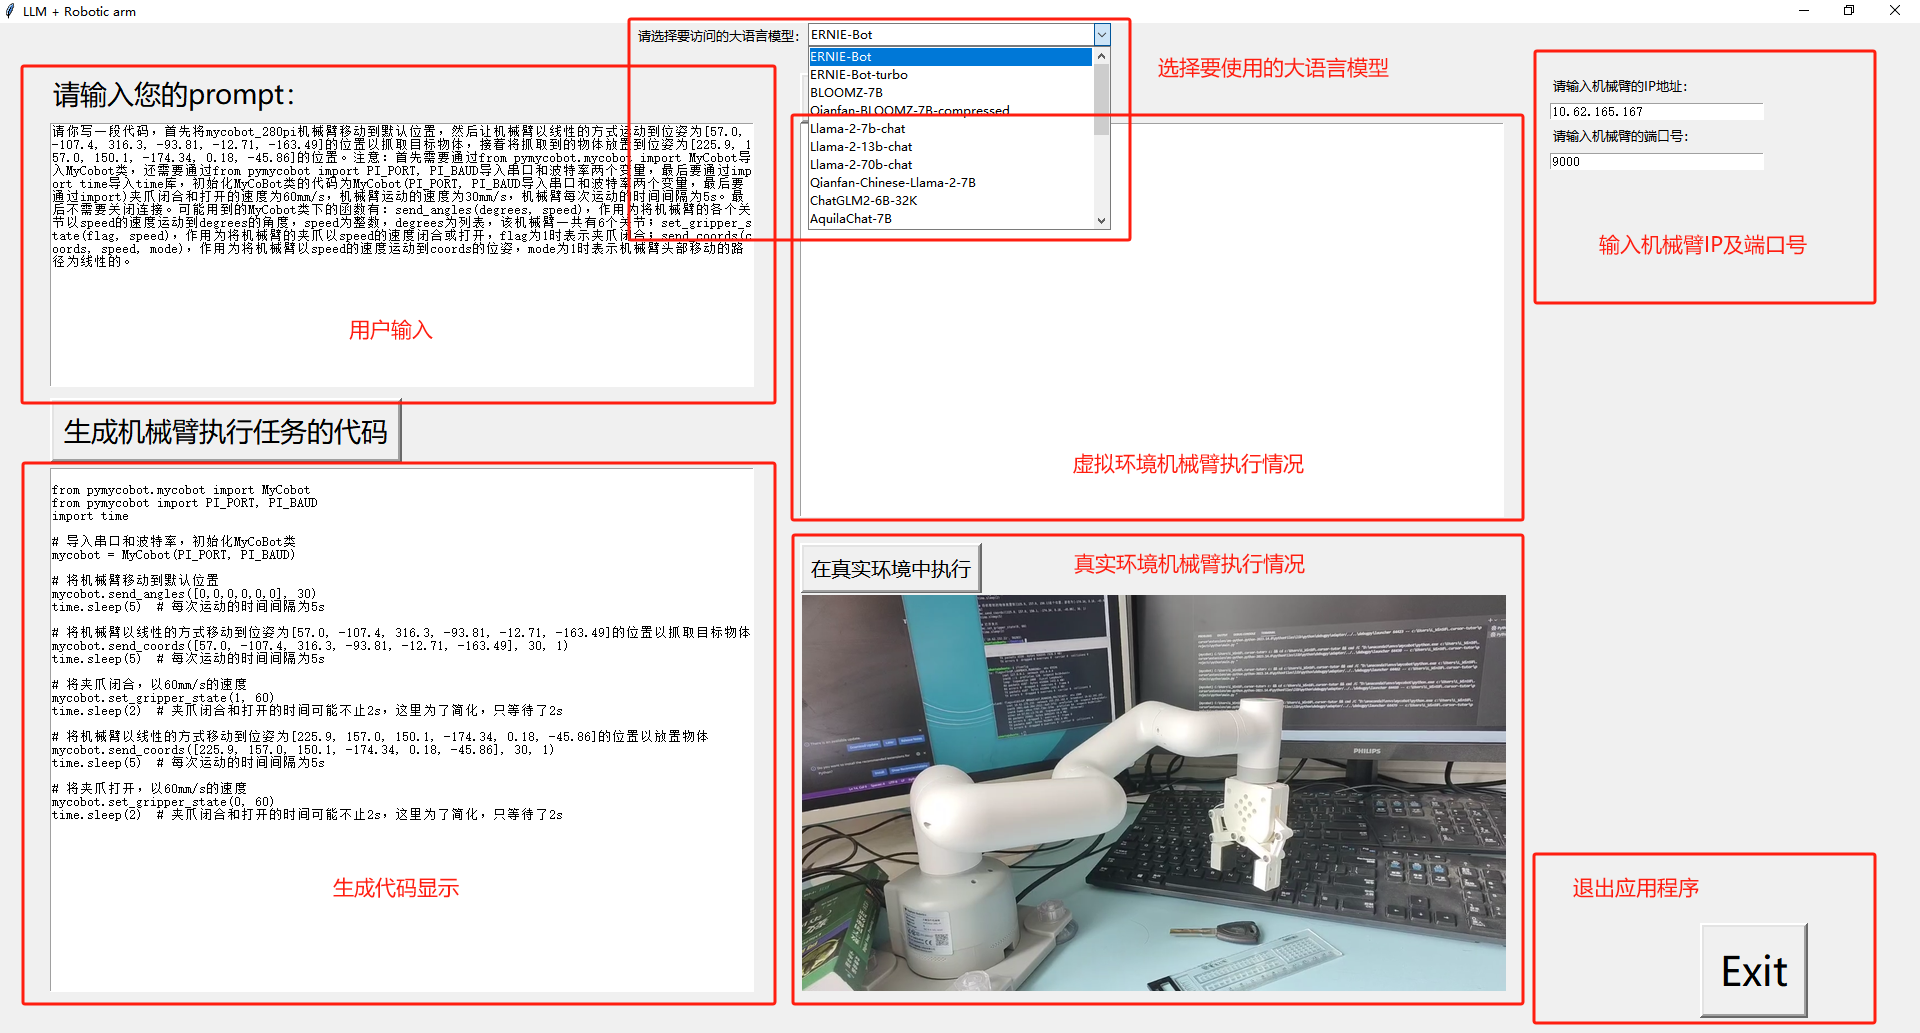 LLM + Robotic arm
请选择要访问的大语言模型：
ERNIE-Bot
ERNIE-Bot
ERNIE-Bot-turbo
BLOOMZ-7B
Qianfan-BLOOMZ-7B-compressed
Llama-2-7b-chat
Llama-2-13b-chat
Llama-2-70b-chat
Qianfan-Chinese-Llama-2-7B
ChatGLM2-6B-32K
AquilaChat-7B
选择要使用的大语言模型
请输入您的prompt：
请你写一段代码，首先将mycobot_280pi机械臂移动到默认位置，然后让机械臂以线性的方式运动到位姿为[57.0,
-107.4, 316.3, -93.81, -12.71, -163.49]的位置以抓取目标物体，接着将抓取到的物体放置到位姿为[225.9, 1
57.0, 150.1, -174.34, 0.18, -45.86]的位置。注意：首先需要通过from pymycobot.mycobot import MyCobot导
入MyCobot类，还需要通过from pymycobot import PI_PORT, PI_BAUD导入串口和波特率两个变量，最后要通过imp
ort time导入time库，初始化MyCoBot类的代码为MyCobot(PI_PORT, PI_BAUD导入串口和波特率两个变量，最后要
通过import)夹爪闭合和打开的速度为60mm/s，机械臂运动的速度为30mm/s，机械臂每次运动的时间间隔为5s。最
后不需要关闭连接。可能用到的MyCobot类下的函数有：send_angles(degrees, speed)，作用为将机械臂的各个关
节以speed的速度运动到degrees的角度，speed为整数，degrees为列表，该机械臂一共有6个关节；set_gripper_s
tate(flag, speed)，作用为将机械臂的夹爪以speed的速度闭合或打开，flag为1时表示夹爪闭合；send_coords(c
oords, speed, mode)，作用为将机械臂以speed的速度运动到coords的位姿，mode为1时表示机械臂头部移动的路
径为线性的。
用户输入
生成机械臂执行任务的代码
from pymycobot.mycobot import MyCobot
from pymycobot import PI_PORT, PI_BAUD
import time
# 导入串口和波特率，初始化MyCoBot类
mycobot = MyCobot(PI_PORT, PI_BAUD)
# 将机械臂移动到默认位置
mycobot.send_angles([0,0,0,0,0,0], 30)
time.sleep(5)  # 每次运动的时间间隔为5s
# 将机械臂以线性的方式移动到位姿为[57.0, -107.4, 316.3, -93.81, -12.71, -163.49]的位置以抓取目标物体
mycobot.send_coords([57.0, -107.4, 316.3, -93.81, -12.71, -163.49], 30, 1)
time.sleep(5)  # 每次运动的时间间隔为5s
# 将夹爪闭合，以60mm/s的速度
mycobot.set_gripper_state(1, 60)
time.sleep(2)  # 夹爪闭合和打开的时间可能不止2s，这里为了简化，只等待了2s
# 将机械臂以线性的方式移动到位姿为[225.9, 157.0, 150.1, -174.34, 0.18, -45.86]的位置以放置物体
mycobot.send_coords([225.9, 157.0, 150.1, -174.34, 0.18, -45.86], 30, 1)
time.sleep(5)  # 每次运动的时间间隔为5s
# 将夹爪打开，以60mm/s的速度
mycobot.set_gripper_state(0, 60)
time.sleep(2)  # 夹爪闭合和打开的时间可能不止2s，这里为了简化，只等待了2s
生成代码显示
虚拟环境机械臂执行情况
在真实环境中执行
真实环境机械臂执行情况
PHILIPS
请输入机械臂的IP地址：
10.62.165.167
请输入机械臂的端口号：
9000
输入机械臂IP及端口号
退出应用程序
Exit